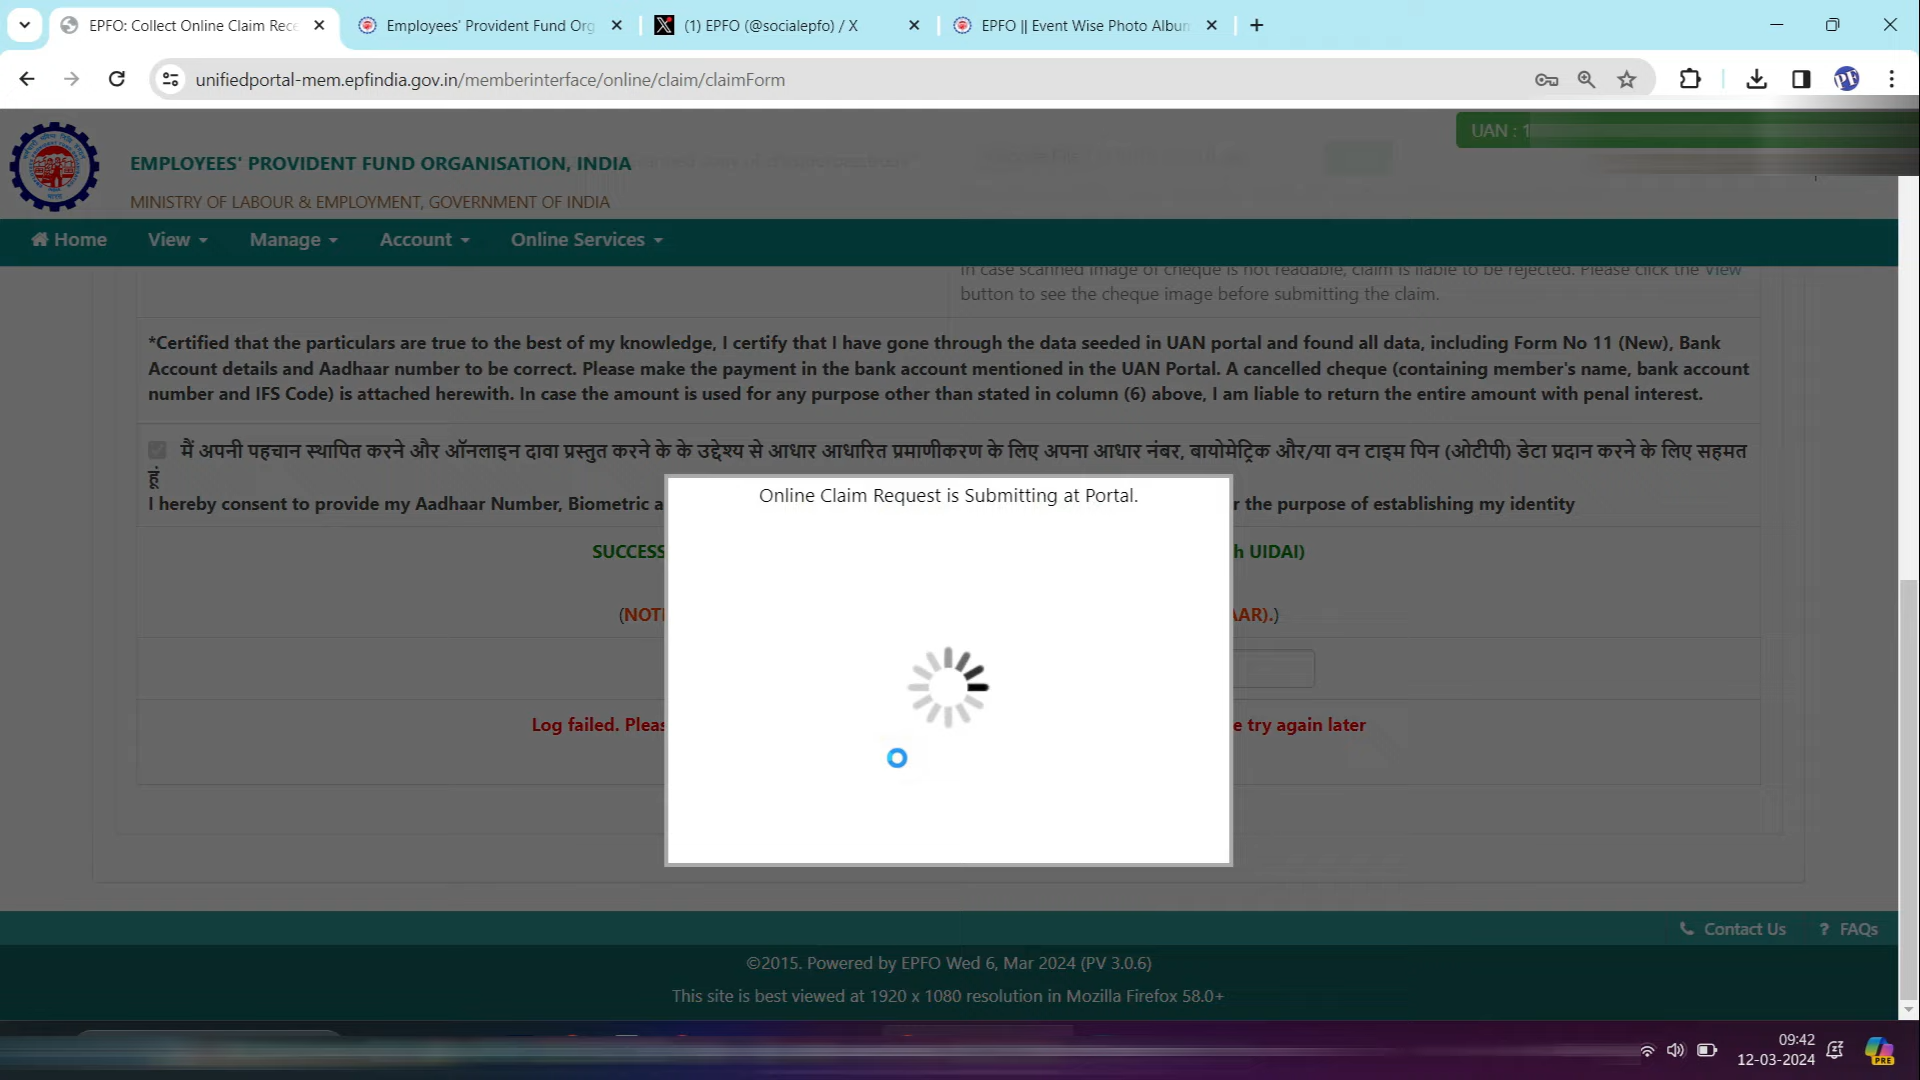 EPFO: Collect Online Claim Rece
Employees' Provident Fund Org
(1) EPFO (@socialepfo) / X
EPFO || Event Wise Photo Album
unifiedportal-mem.epfindia.gov.in/memberinterface/online/claim/claimForm
UAN : 1
EMPLOYEES' PROVIDENT FUND ORGANISATION, INDIA
MINISTRY OF LABOUR & EMPLOYMENT, GOVERNMENT OF INDIA
Home View Manage Account Online Services
In case scanned image of cheque is not readable, claim is liable to be rejected. Please click the View
button to see the cheque image before submitting the claim.
*Certified that the particulars are true to the best of my knowledge, I certify that I have gone through the data seeded in UAN portal and found all data, including Form No 11 (New), Bank
Account details and Aadhaar number to be correct. Please make the payment in the bank account mentioned in the UAN Portal. A cancelled cheque (containing member's name, bank account
number and IFS Code) is attached herewith. In case the amount is used for any purpose other than stated in column (6) above, I am liable to return the entire amount with penal interest.
मैं अपनी पहचान स्थापित करने और ऑनलाइन दावा प्रस्तुत करने के के उद्देश्य से आधार आधारित प्रमाणीकरण के लिए अपना आधार नंबर, बायोमेट्रिक और/या वन टाइम पिन (ओटीपी) डेटा प्रदान करने के लिए सहमत
हूं
I hereby consent to provide my Aadhaar Number, Biometric a r the purpose of establishing my identity
Online Claim Request is Submitting at Portal.
SUCCESS h UIDAI)
(NOTE AAR).)
Log failed. Pleas e try again later
Contact Us ? FAQs
©2015. Powered by EPFO Wed 6, Mar 2024 (PV 3.0.6)
This site is best viewed at 1920 x 1080 resolution in Mozilla Firefox 58.0+
09:42
12-03-2024
PRE